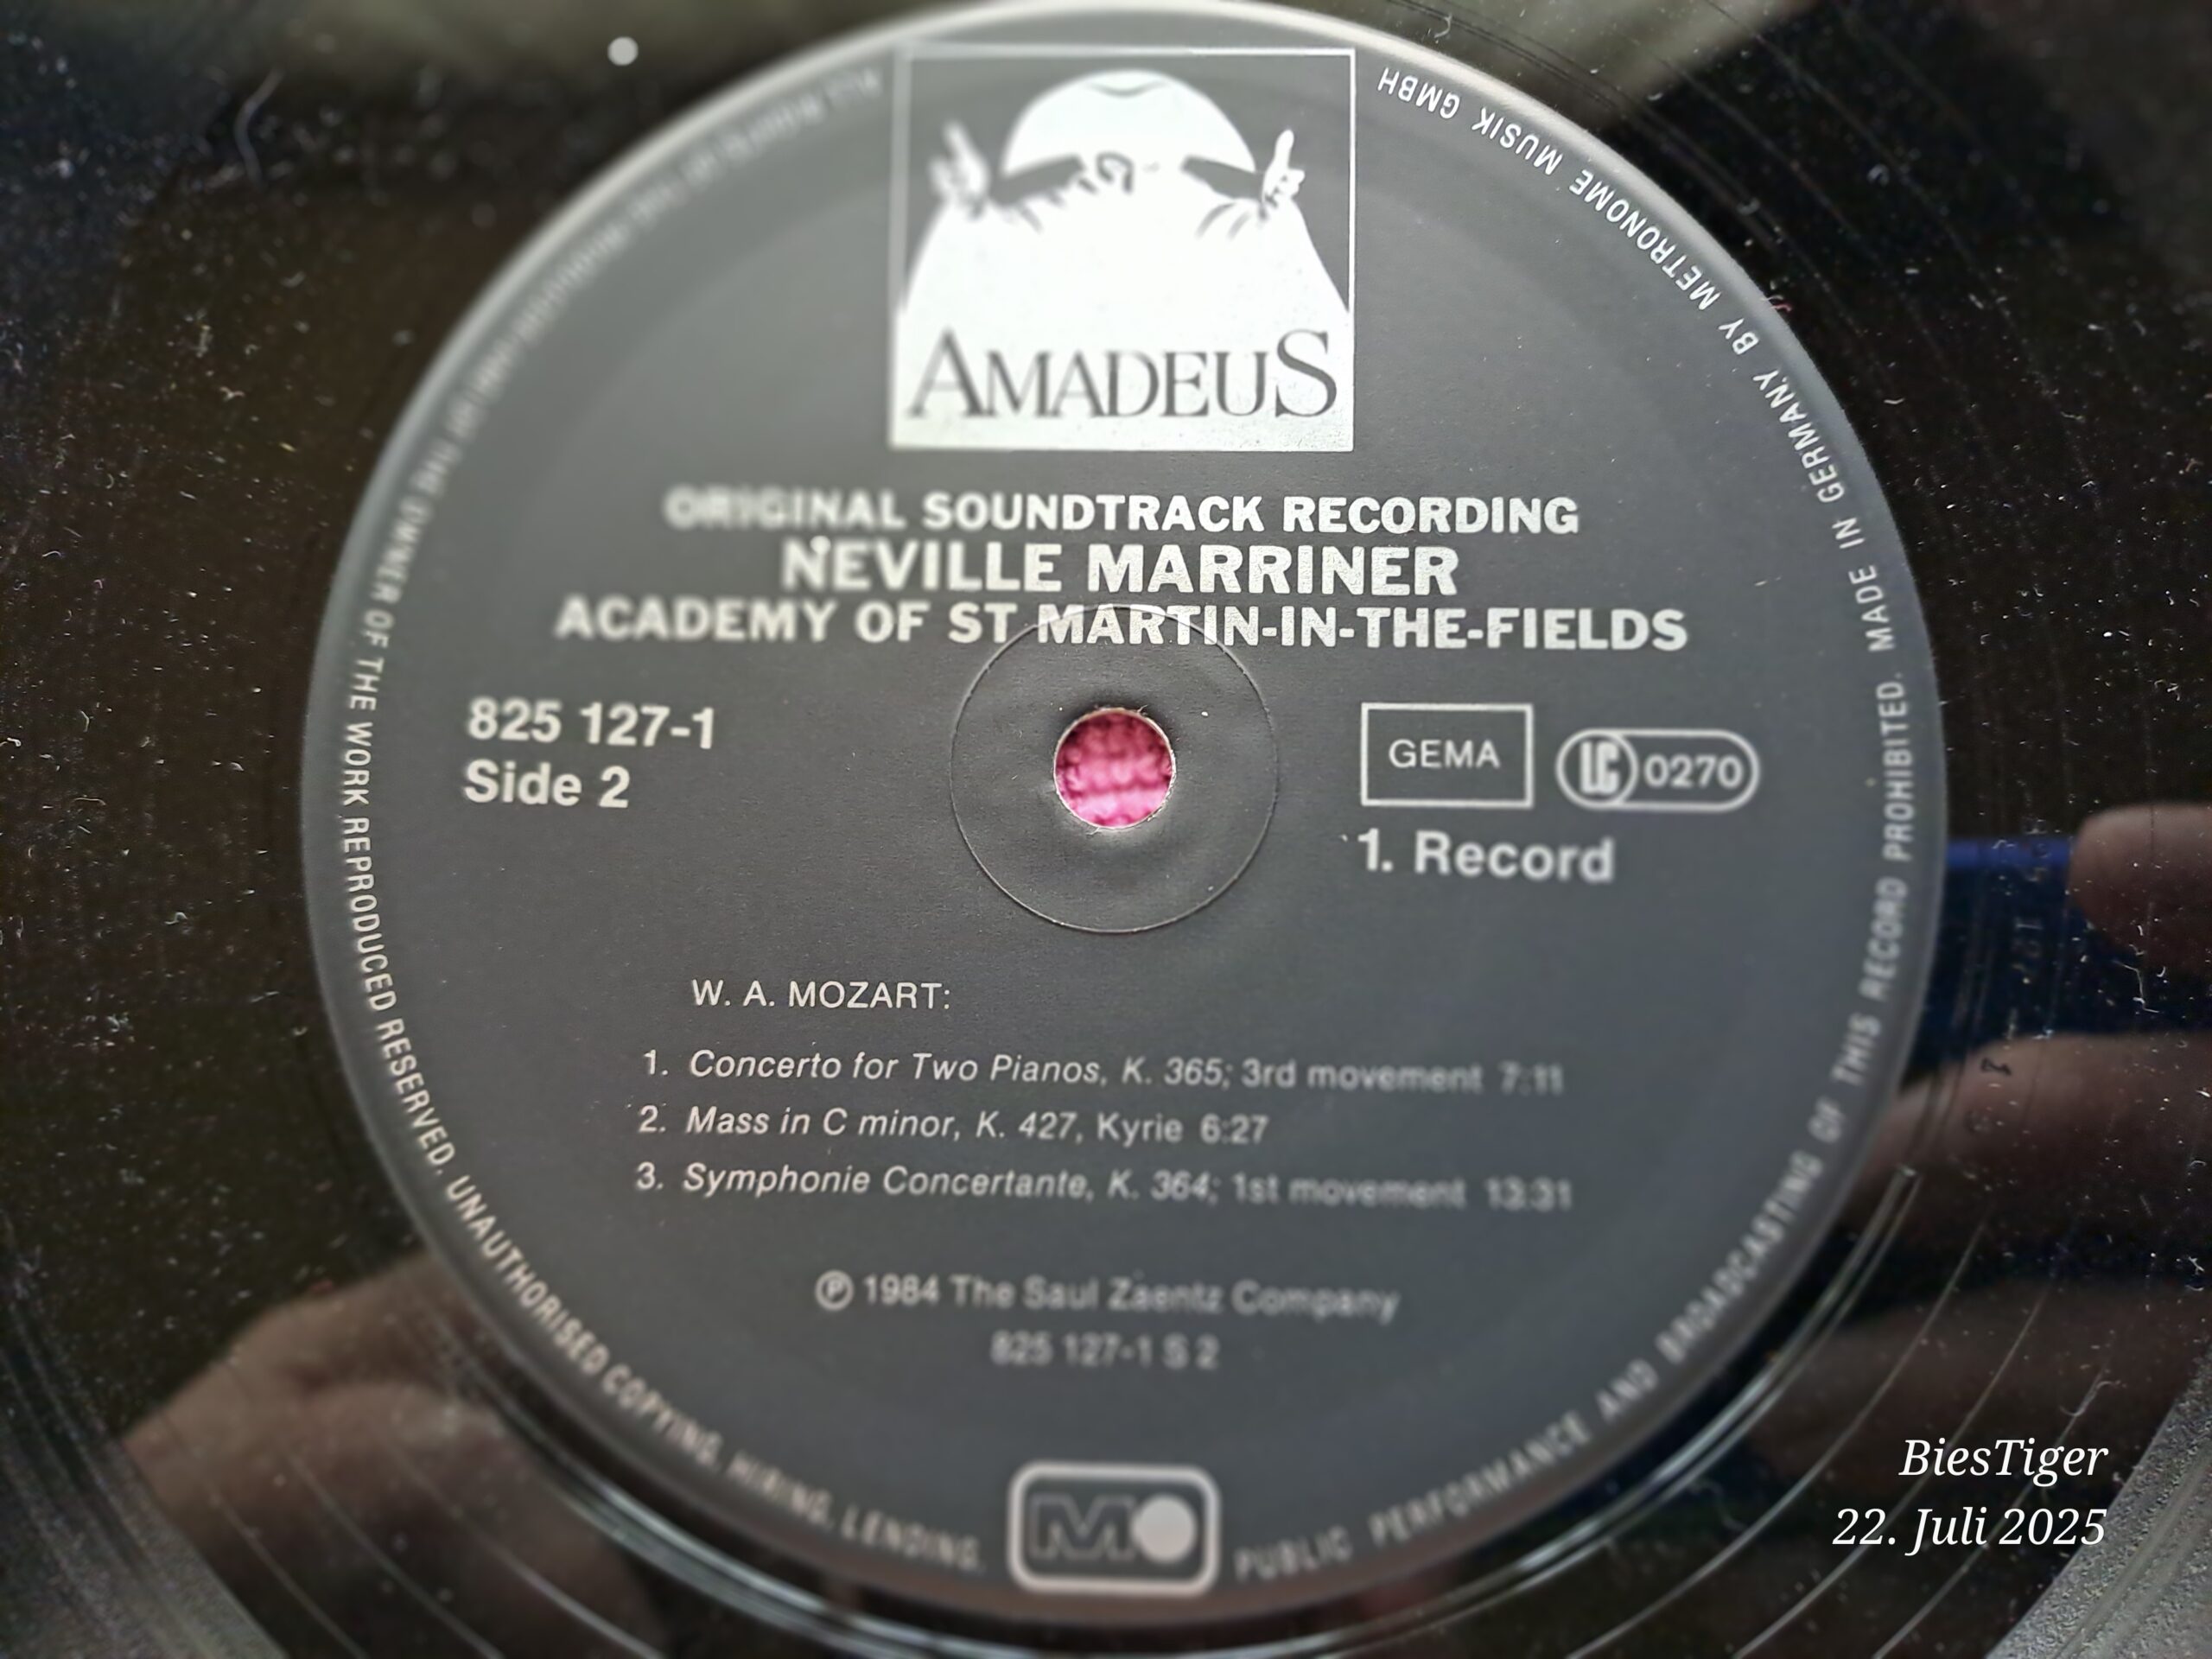 AMADEUS
ORIGINAL SOUNDTRACK RECORDING
NEVILLE MARRINER
ACADEMY OF ST MARTIN-IN-THE-FIELDS
825 127-1
Side 2
GEMA
LC 0270
1. Record
W. A. MOZART:
1. Concerto for Two Pianos, K. 365; 3rd movement 7:11
2. Mass in C minor, K. 427, Kyrie 6:27
3. Symphonie Concertante, K. 364; 1st movement 13:31
℗ 1984 The Saul Zaentz Company
825 127-1 S 2
M
OF THE OWNER OF THE WORK REPRODUCED RESERVED. UNAUTHORISED COPYING, HIRING, LENDING, PUBLIC PERFORMANCE AND BROADCASTING OF THIS RECORD PROHIBITED. MADE IN GERMANY BY METRONOME MUSIK GMBH
BiesTiger
22. Juli 2025